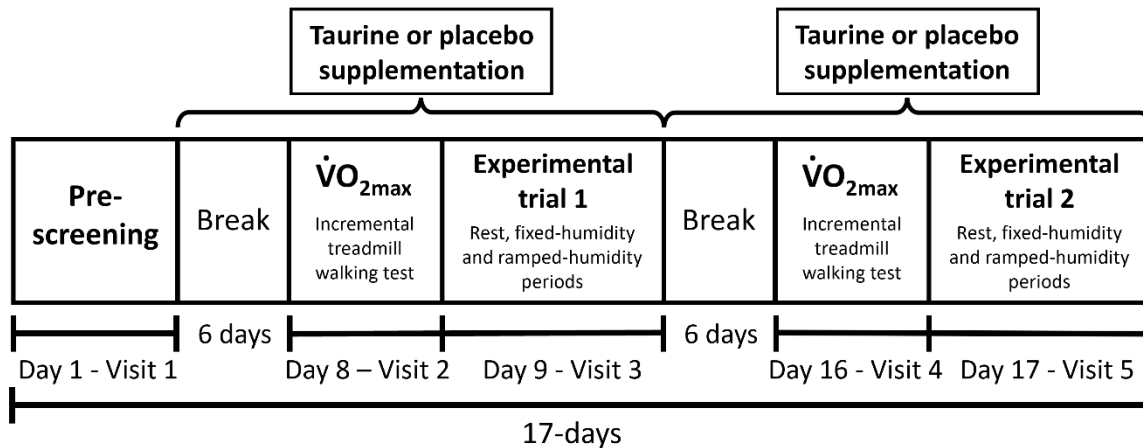 Taurine or placebo
supplementation
Taurine or placebo
supplementation
Pre-
screening
Break
V̇O2max
Incremental
treadmill
walking test
Experimental
trial 1
Rest, fixed-humidity
and ramped-humidity
periods
Break
V̇O2max
Incremental
treadmill
walking test
Experimental
trial 2
Rest, fixed-humidity
and ramped-humidity
periods
6 days
6 days
Day 1 - Visit 1
Day 8 – Visit 2
Day 9 - Visit 3
Day 16 - Visit 4
Day 17 - Visit 5
17-days